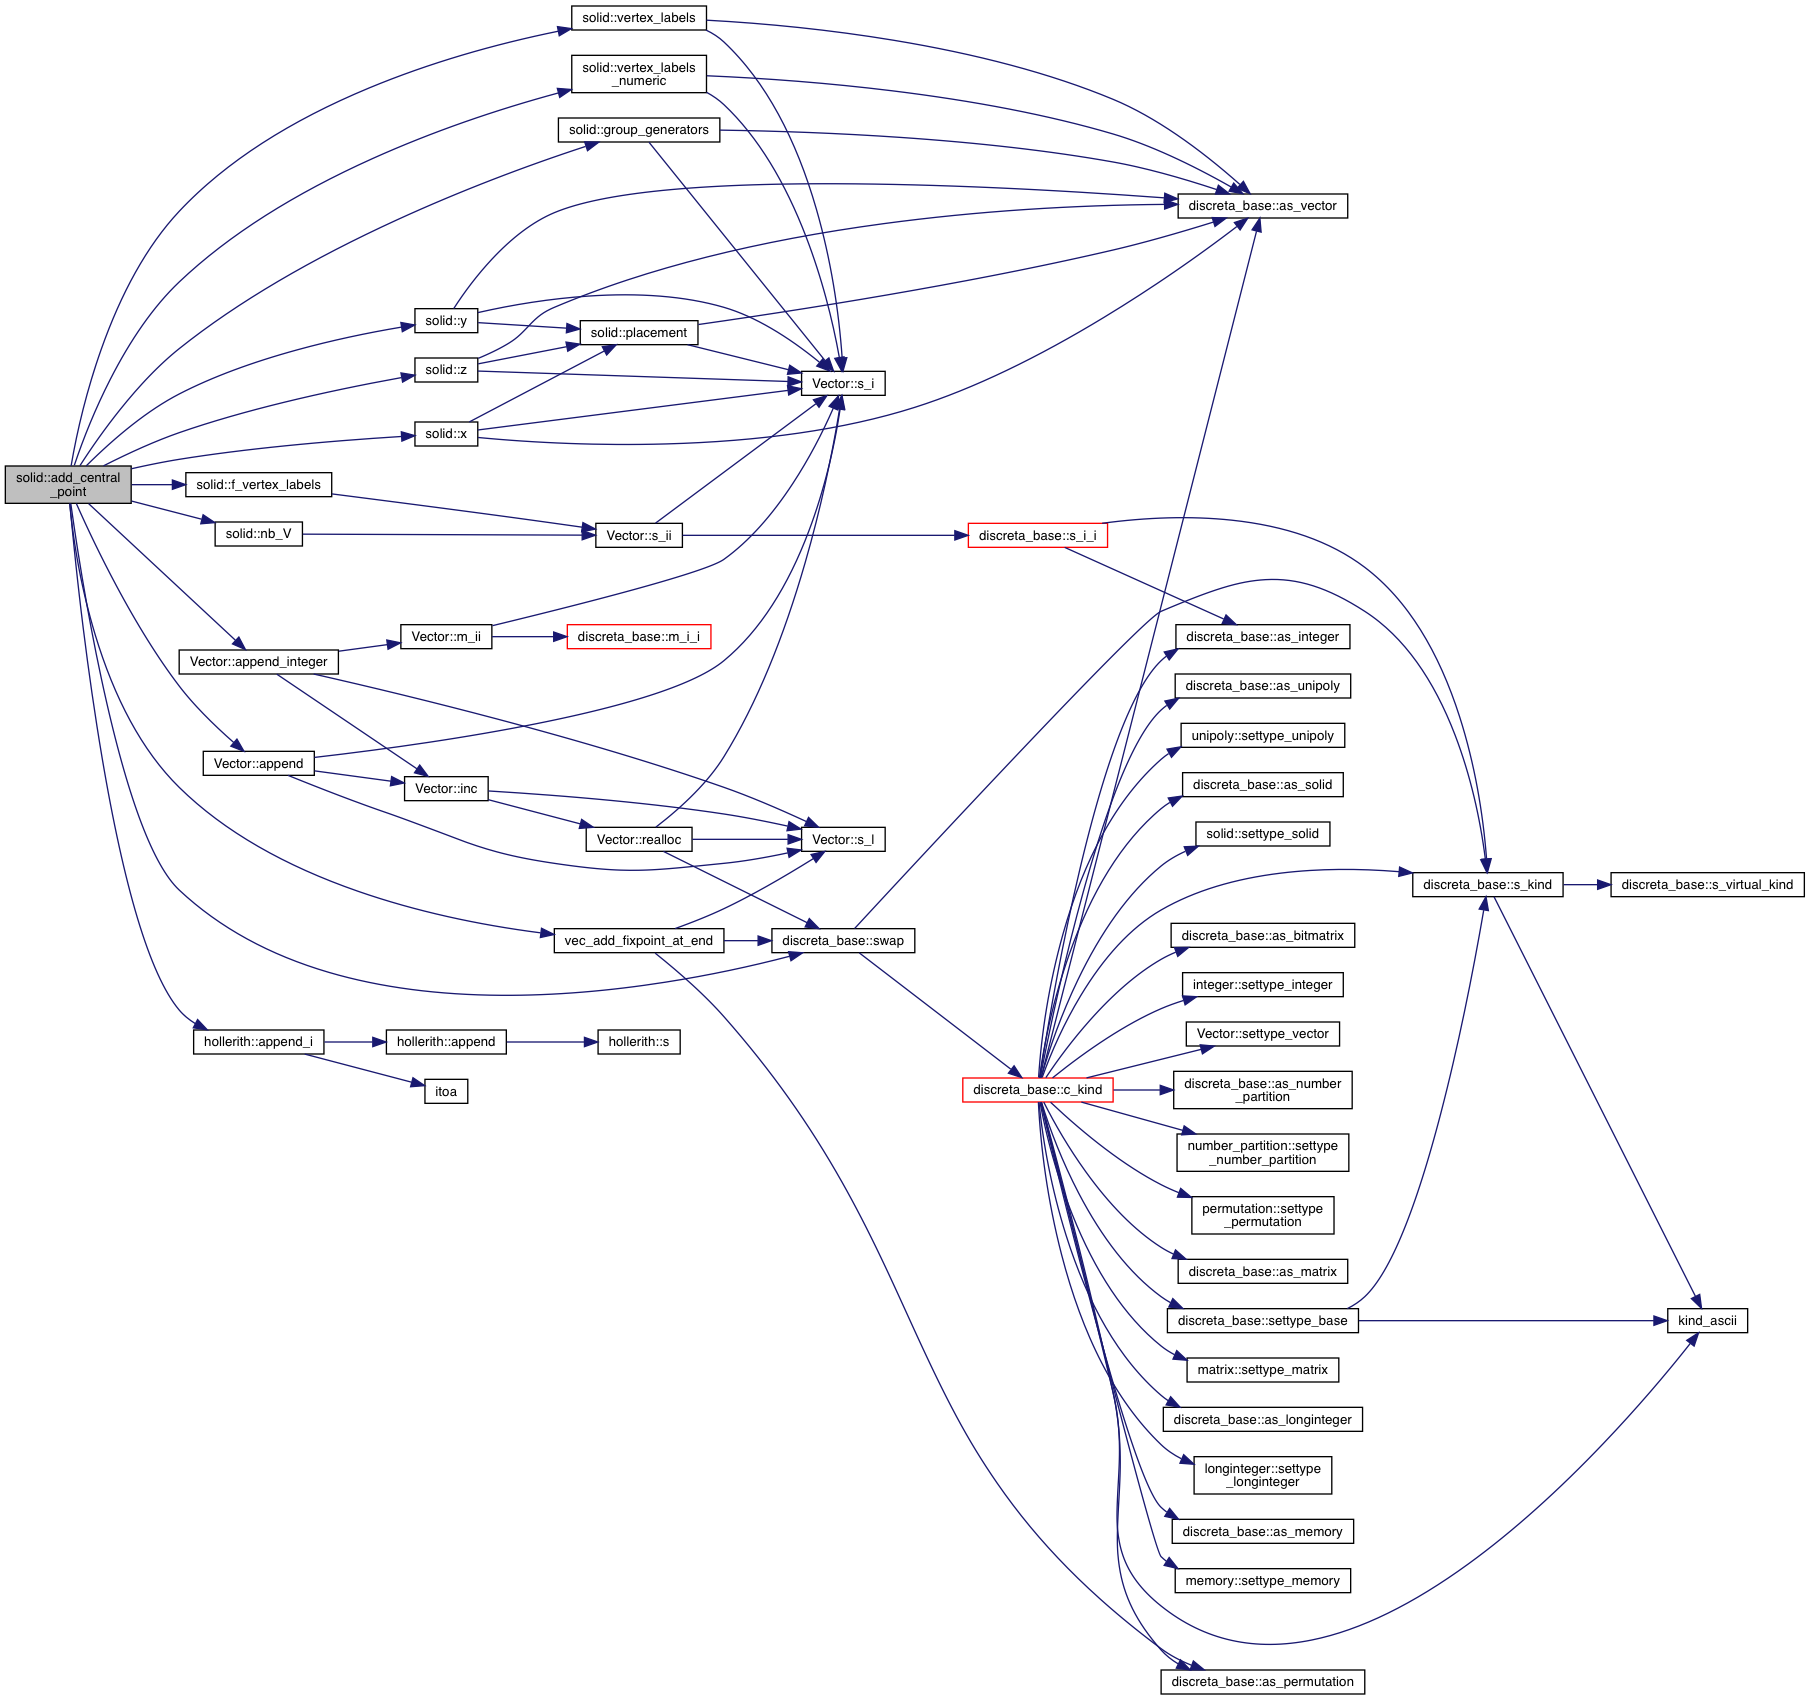 solid::vertex_labels
solid::vertex_labels
_numeric
solid::group_generators
discreta_base::as_vector
solid::y
solid::placement
solid::z
Vector::s_i
solid::x
solid::add_central
_point
solid::f_vertex_labels
solid::nb_V
Vector::s_ii
discreta_base::s_i_i
Vector::m_ii
discreta_base::m_i_i
discreta_base::as_integer
Vector::append_integer
discreta_base::as_unipoly
unipoly::settype_unipoly
Vector::append
Vector::inc
discreta_base::as_solid
Vector::realloc
Vector::s_l
solid::settype_solid
discreta_base::s_kind
discreta_base::s_virtual_kind
vec_add_fixpoint_at_end
discreta_base::swap
discreta_base::as_bitmatrix
integer::settype_integer
hollerith::append_i
hollerith::append
hollerith::s
Vector::settype_vector
itoa
discreta_base::c_kind
discreta_base::as_number
_partition
number_partition::settype
_number_partition
permutation::settype
_permutation
discreta_base::as_matrix
discreta_base::settype_base
kind_ascii
matrix::settype_matrix
discreta_base::as_longinteger
longinteger::settype
_longinteger
discreta_base::as_memory
memory::settype_memory
discreta_base::as_permutation